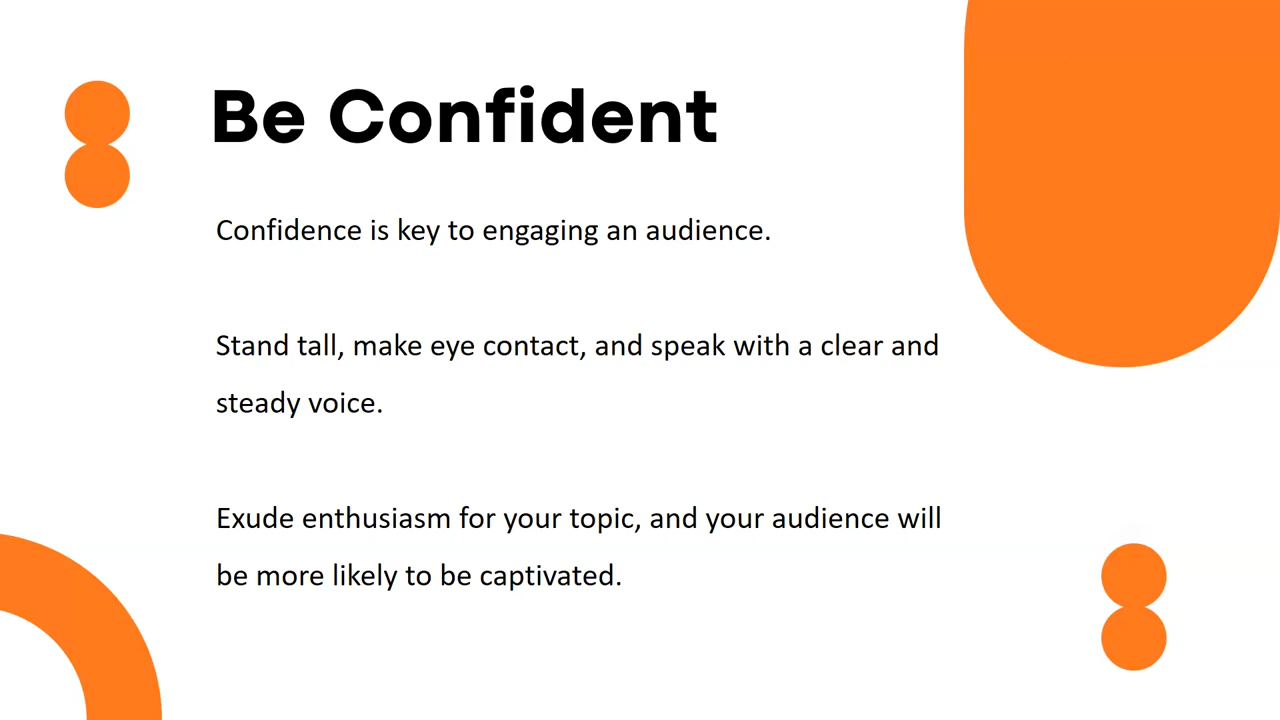 Be Confident
Confidence is key to engaging an audience.
Stand tall, make eye contact, and speak with a clear and
steady voice.
Exude enthusiasm for your topic, and your audience will
be more likely to be captivated.